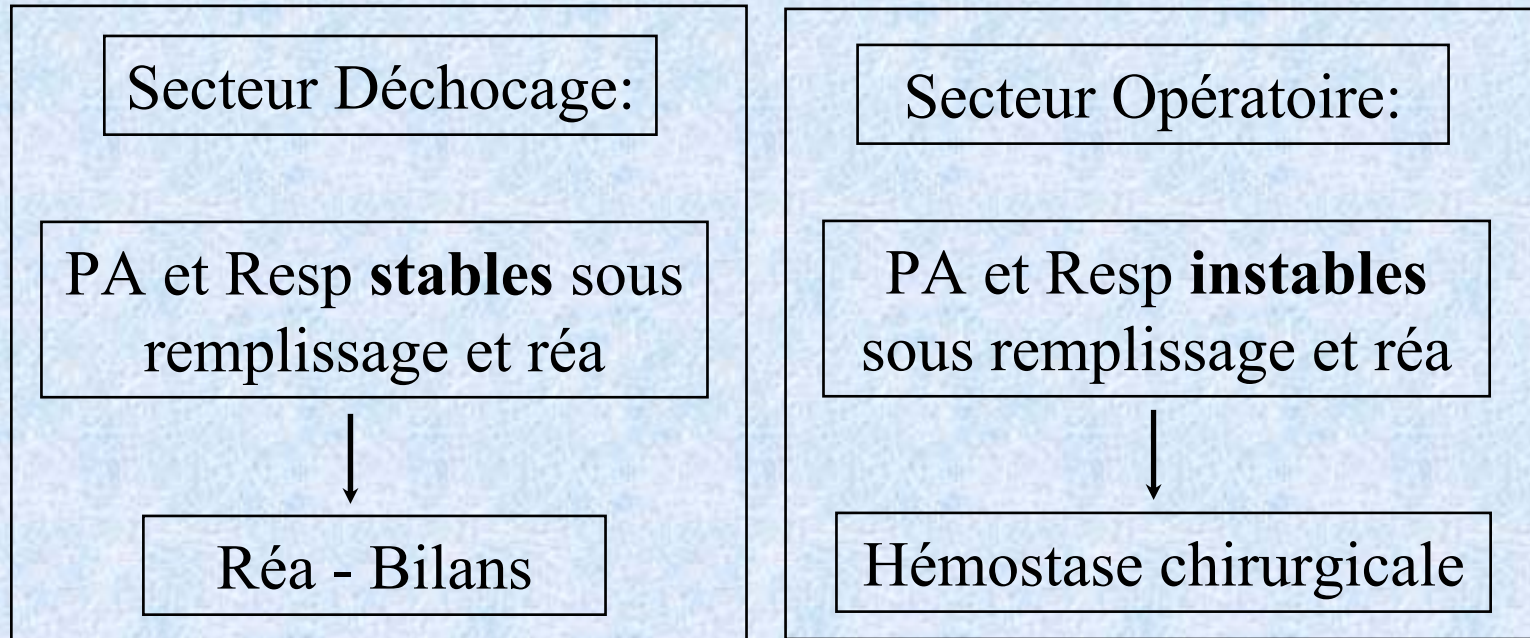 Secteur Déchocage:
PA et Resp stables sous
remplissage et réa
Réa - Bilans
Secteur Opératoire:
PA et Resp instables
sous remplissage et réa
Hémostase chirurgicale